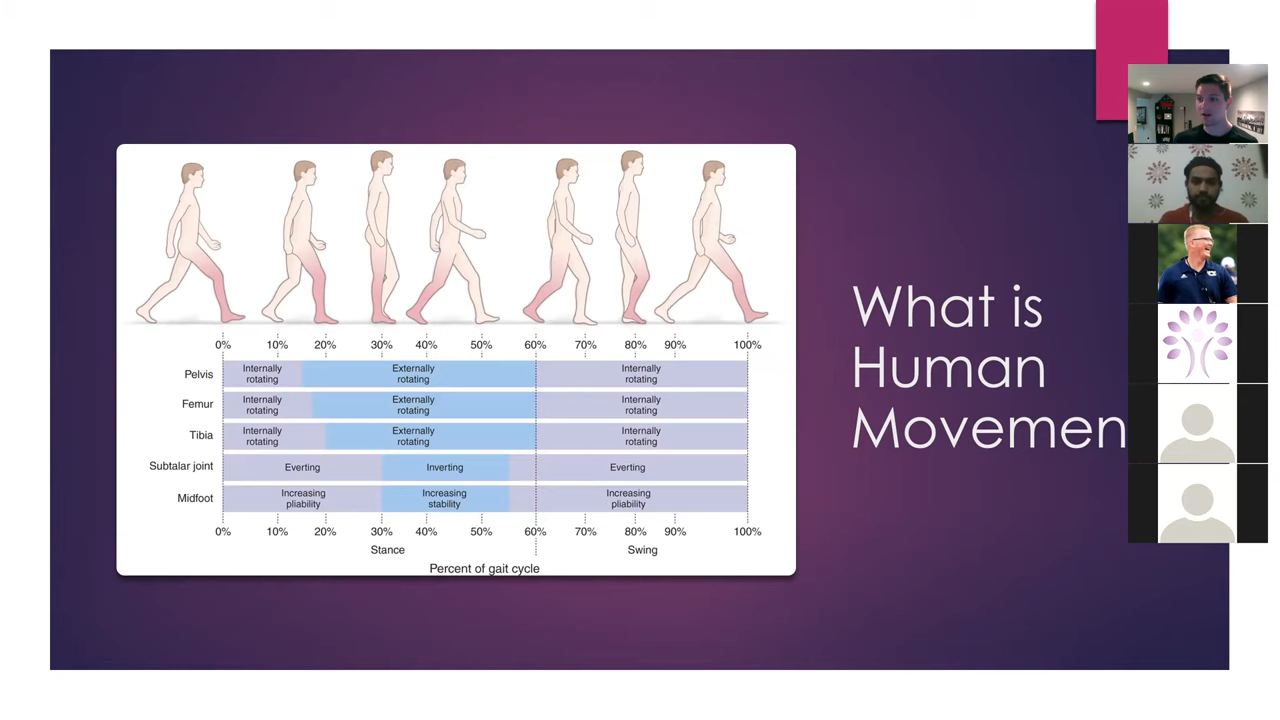 What is
Human
Movemen
0% 10% 20% 30% 40% 50% 60% 70% 80% 90% 100%
Pelvis
Internally
rotating
Externally
rotating
Internally
rotating
Femur
Internally
rotating
Externally
rotating
Internally
rotating
Tibia
Internally
rotating
Externally
rotating
Internally
rotating
Subtalar joint
Everting
Inverting
Everting
Midfoot
Increasing
pliability
Increasing
stability
Increasing
pliability
0% 10% 20% 30% 40% 50% 60% 70% 80% 90% 100%
Stance
Swing
Percent of gait cycle